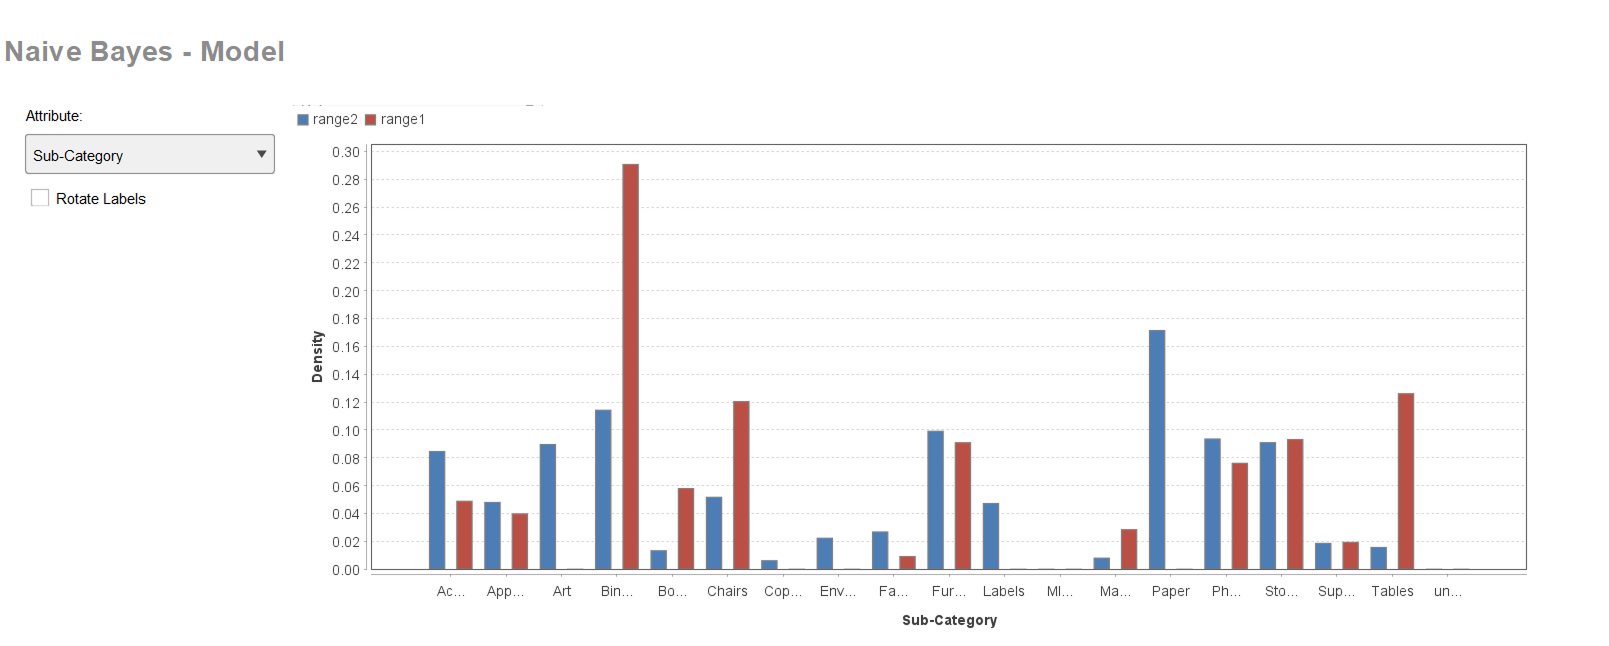 Naive Bayes - Model
Attribute:
Sub-Category
Rotate Labels
range2 range1
0.30
0.28
0.26
0.24
0.22
0.20
0.18
0.16
0.14
0.12
0.10
0.08
0.06
0.04
0.02
0.00
Density
Ac... App... Art Bin... Bo... Chairs Cop... Env... Fa... Fur... Labels Ml... Ma... Paper Ph... Sto... Sup... Tables un...
Sub-Category